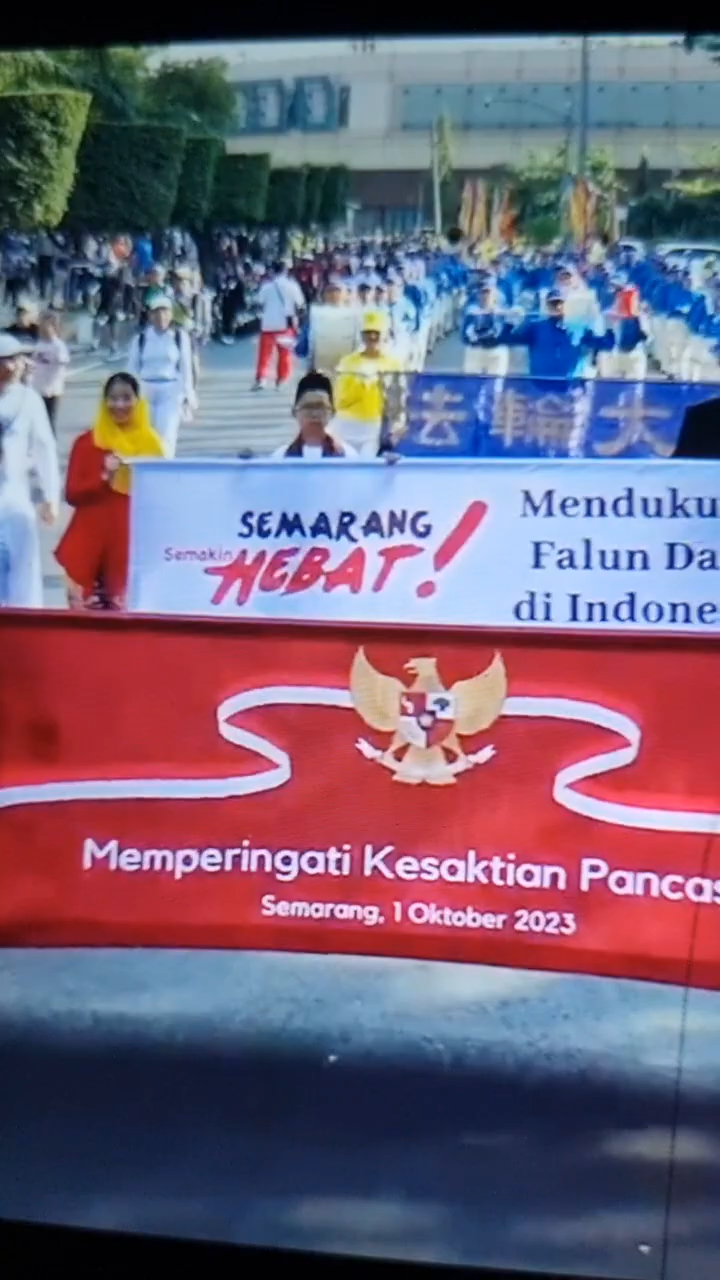 法輪大
SEMARANG
Semakin HEBAT!
Menduku
Falun Da
di Indone
Memperingati Kesaktian Pancas
Semarang, 1 Oktober 2023